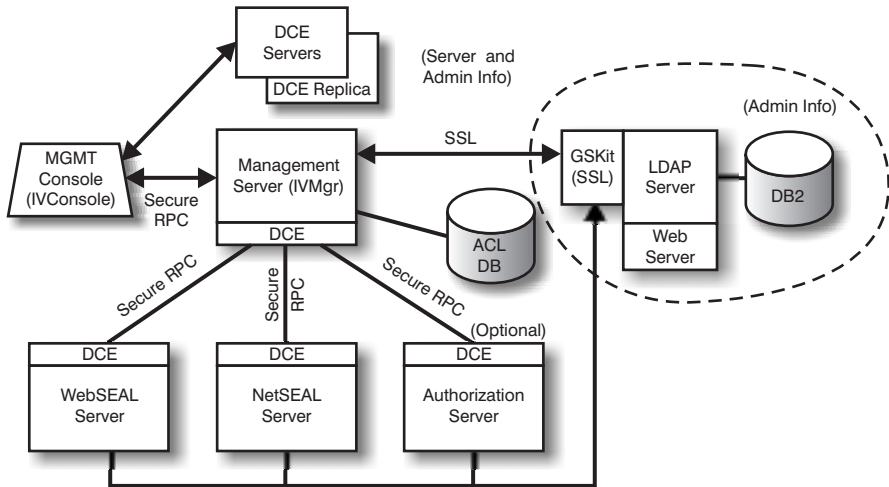 DCE
Servers
DCE Replica
(Server and
Admin Info)
(Admin Info)
MGMT
Console
(IVConsole)
Secure
RPC
Management
Server (IVMgr)
DCE
SSL
GSKit
(SSL)
LDAP
Server
Web
Server
DB2
ACL
DB
Secure RPC
Secure
RPC
Secure RPC
(Optional)
DCE
WebSEAL
Server
DCE
NetSEAL
Server
DCE
Authorization
Server